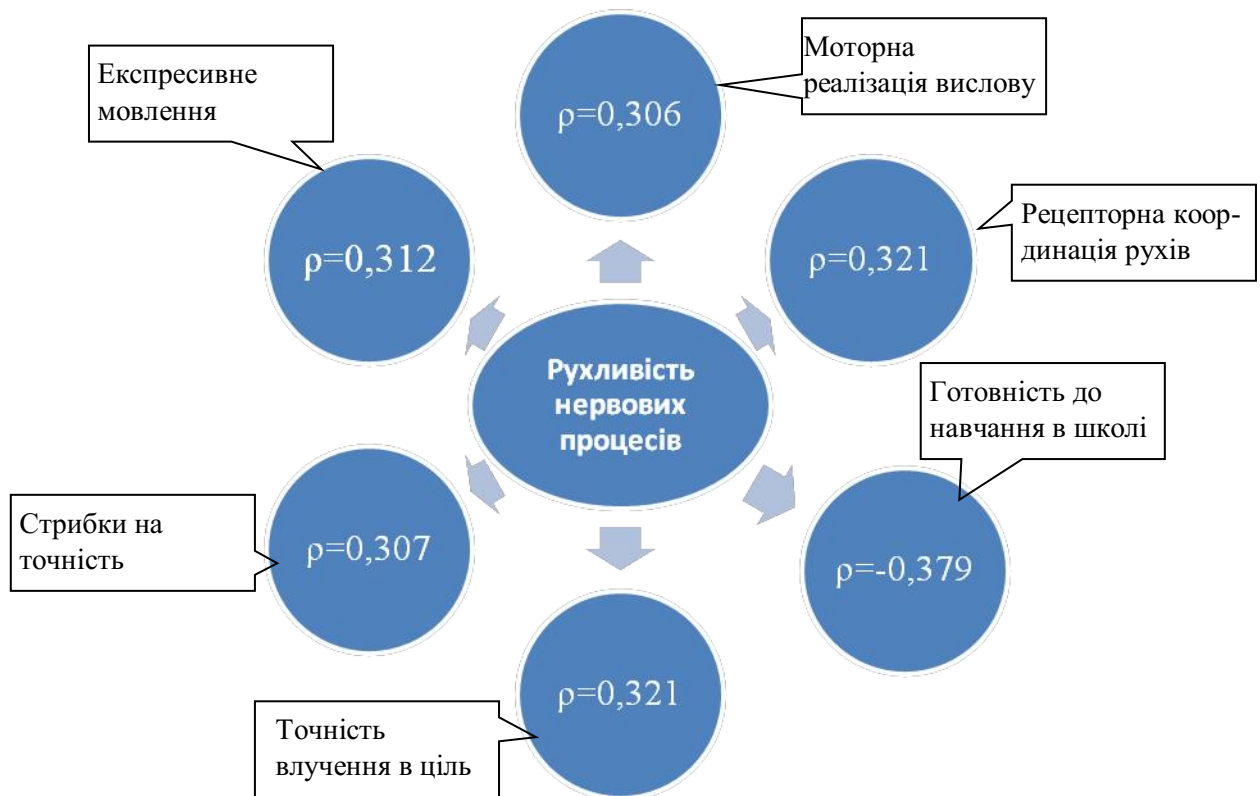 Експресивне
мовлення
Моторна
реалізація вислову
ρ=0,306
ρ=0,312
ρ=0,321
Рецепторна коор-
динація рухів
Рухливість
нервових
процесів
Готовність до
навчання в школі
Стрибки на
точність
ρ=0,307
ρ=-0,379
ρ=0,321
Точність
влучення в ціль